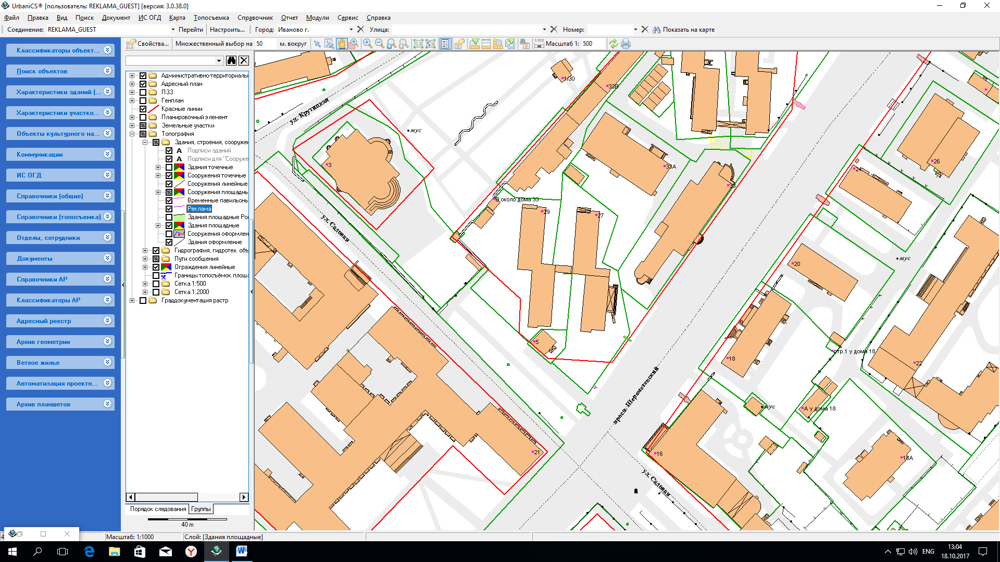 UrbaniCS® [пользователь: REKLAMA_GUEST] [версия: 3.0.38.0]
Файл Правка Вид Поиск Документ ИС ОГД Карта Топосъемка Справочник Отчет Модули Сервис Справка
Соединение: REKLAMA_GUEST Перейти Настроить... Город: Иваново г. Улица: Номер: Показать на карте
Свойства... Множественный выбор на 50 м. вокруг Масштаб 1: 500
Классификаторы объект...
Поиск объектов
Характеристики зданий (...
Характеристики участко...
Объекты культурного на...
Коммуникации
ИС ОГД
Справочники (общие)
Справочники (топосъемка)
Отделы, сотрудники
Документы
Справочники АР
Классификаторы АР
Адресный реестр
Архив геометрии
Ветхое жилье
Автоматизация проектн...
Архив планшетов
Административно-территориальн
Адресный план
ПЗЗ
Генплан
Красные линии
Планировочный элемент
Земельные участки
Топография
Здания, строения, сооружен
Подписи зданий
Подписи для "Сооруже
Здания точечные
Сооружения точечные
Сооружения линейные
Сооружения площадны
Временные павильоны
Реклама
Здания площадные Рос
Здания площадные
Сооружения оформлен
Здания оформление
Гидрография, гидротех. объ
Пути сообщения
Ограждения линейные
Границы топосъёмок площа
Сетка 1:500
Сетка 1:2000
Градокументация растр
Порядок следования Группы
40 m
ул. Крутицкая
1/30
33В
мус
3
33А
26
24
33
В около дома 33
29
27
ул. Садовая
мус
20
5
стр.1 у дома 18
18
22
просп. Шереметевский
мус
А у дома 18
21
16
18А
ул. Садовая
Масштаб: 1:1000 Слой: [Здания площадные]
ENG
13:04
18.10.2017